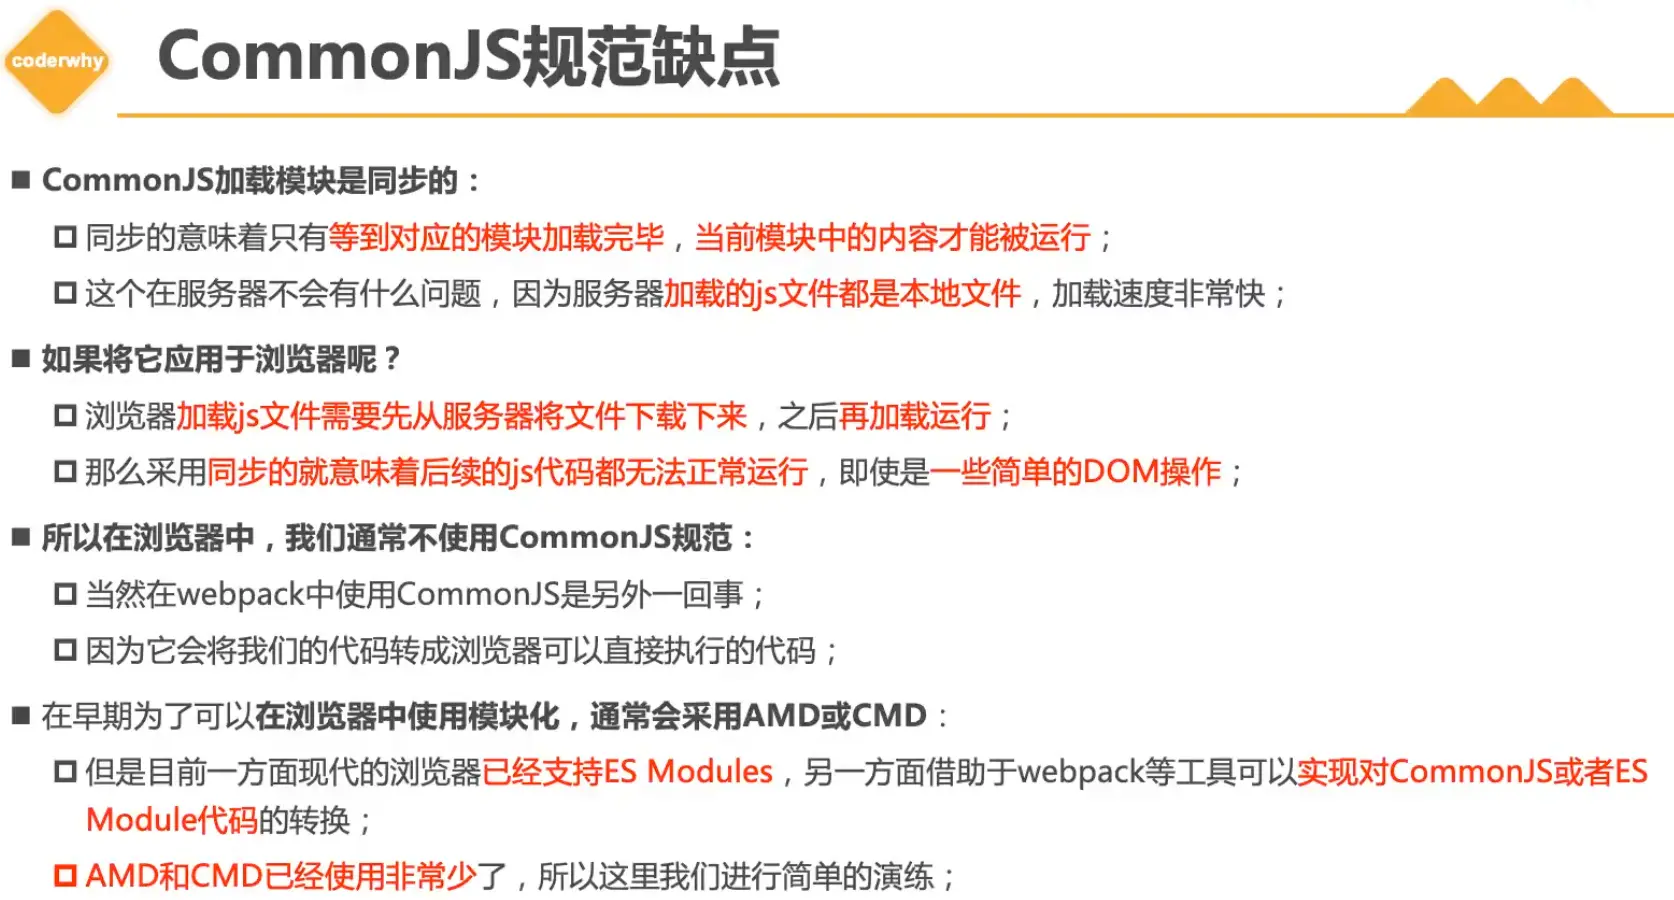 coderwhy
CommonJS规范缺点
CommonJS加载模块是同步的：
同步的意味着只有等到对应的模块加载完毕，当前模块中的内容才能被运行；
这个在服务器不会有什么问题，因为服务器加载的js文件都是本地文件，加载速度非常快；
如果将它应用于浏览器呢？
浏览器加载js文件需要先从服务器将文件下载下来，之后再加载运行；
那么采用同步的就意味着后续的js代码都无法正常运行，即使是一些简单的DOM操作；
所以在浏览器中，我们通常不使用CommonJS规范：
当然在webpack中使用CommonJS是另外一回事；
因为它会将我们的代码转成浏览器可以直接执行的代码；
在早期为了可以在浏览器中使用模块化，通常会采用AMD或CMD：
但是目前一方面现代的浏览器已经支持ES Modules，另一方面借助于webpack等工具可以实现对CommonJS或者ES
Module代码的转换；
AMD和CMD已经使用非常少了，所以这里我们进行简单的演练；